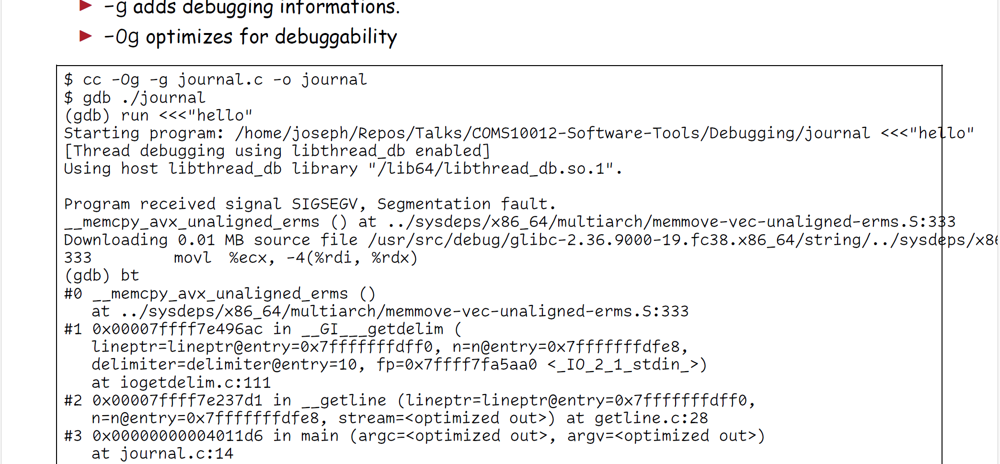 ► -g adds debugging informations.
► -Og optimizes for debuggability
$ cc -Og -g journal.c -o journal
$ gdb ./journal
(gdb) run <<<"hello"
Starting program: /home/joseph/Repos/Talks/COMS10012-Software-Tools/Debugging/journal <<<"hello"
[Thread debugging using libthread_db enabled]
Using host libthread_db library "/lib64/libthread_db.so.1".
Program received signal SIGSEGV, Segmentation fault.
__memcpy_avx_unaligned_erms () at ../sysdeps/x86_64/multiarch/memmove-vec-unaligned-erms.S:333
Downloading 0.01 MB source file /usr/src/debug/glibc-2.36.9000-19.fc38.x86_64/string/../sysdeps/x86
333 movl %ecx, -4(%rdi, %rdx)
(gdb) bt
#0 __memcpy_avx_unaligned_erms ()
at ../sysdeps/x86_64/multiarch/memmove-vec-unaligned-erms.S:333
#1 0x00007ffff7e496ac in __GI___getdelim (
lineptr=lineptr@entry=0x7fffffffdff0, n=n@entry=0x7fffffffdfe8,
delimiter=delimiter@entry=10, fp=0x7ffff7fa5aa0 <_IO_2_1_stdin_>)
at iogetdelim.c:111
#2 0x00007ffff7e237d1 in __getline (lineptr=lineptr@entry=0x7fffffffdff0,
n=n@entry=0x7fffffffdfe8, stream=<optimized out>) at getline.c:28
#3 0x00000000004011d6 in main (argc=<optimized out>, argv=<optimized out>)
at journal.c:14